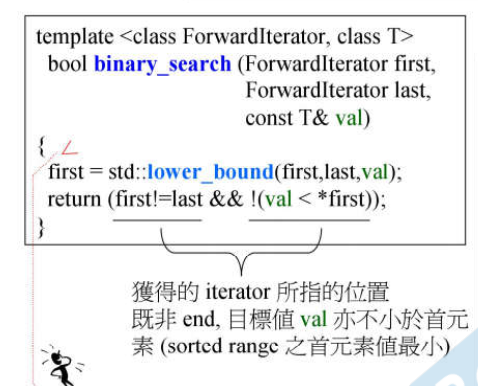 template <class ForwardIterator, class T>
bool binary_search (ForwardIterator first,
ForwardIterator last,
const T& val)
{
first = std::lower_bound(first,last,val);
return (first!=last && !(val < *first));
}
獲得的 iterator 所指的位置
既非 end, 目標值 val 亦不小於首元
素 (sorted range 之首元素值最小)